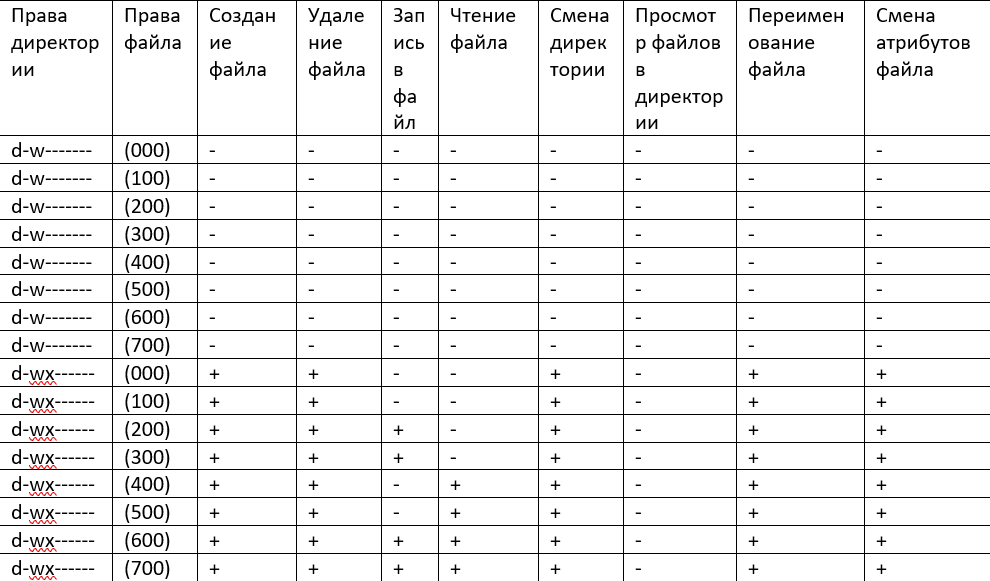 Права директории | Права файла | Создание файла | Удаление файла | Запись в файл | Чтение файла | Смена директории | Просмотр файлов в директории | Переименование файла | Смена атрибутов файла
d-w------- | (000) | - | - | - | - | - | - | - | -
d-w------- | (100) | - | - | - | - | - | - | - | -
d-w------- | (200) | - | - | - | - | - | - | - | -
d-w------- | (300) | - | - | - | - | - | - | - | -
d-w------- | (400) | - | - | - | - | - | - | - | -
d-w------- | (500) | - | - | - | - | - | - | - | -
d-w------- | (600) | - | - | - | - | - | - | - | -
d-w------- | (700) | - | - | - | - | - | - | - | -
d-wx------ | (000) | + | + | - | - | + | - | + | +
d-wx------ | (100) | + | + | - | - | + | - | + | +
d-wx------ | (200) | + | + | + | - | + | - | + | +
d-wx------ | (300) | + | + | + | - | + | - | + | +
d-wx------ | (400) | + | + | - | + | + | - | + | +
d-wx------ | (500) | + | + | - | + | + | - | + | +
d-wx------ | (600) | + | + | + | + | + | - | + | +
d-wx------ | (700) | + | + | + | + | + | - | + | +